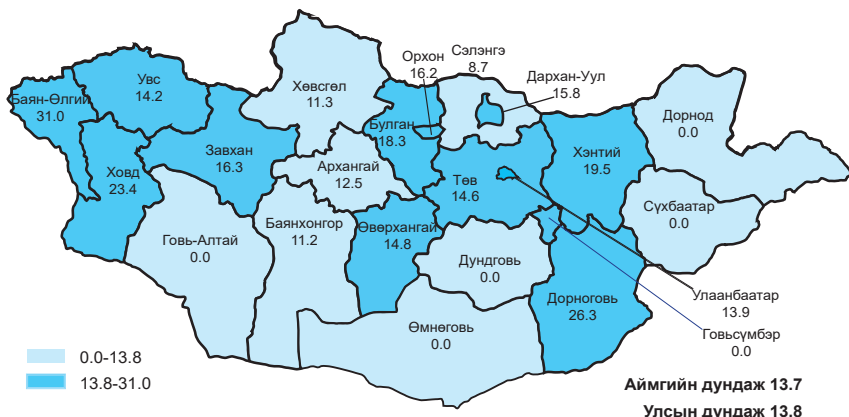 Орхон
16.2
Сэлэнгэ
8.7
Дархан-Уул
15.8
Увс
14.2
Хөвсгөл
11.3
Баян-Өлгий
31.0
Дорнод
0.0
Булган
18.3
Завхан
16.3
Хэнтий
19.5
Ховд
23.4
Архангай
12.5
Төв
14.6
Сүхбаатар
0.0
Говь-Алтай
0.0
Баянхонгор
11.2
Өвөрхангай
14.8
Дундговь
0.0
Дорноговь
26.3
Улаанбаатар
13.9
Өмнөговь
0.0
Говьсүмбэр
0.0
0.0-13.8
13.8-31.0
Аймгийн дундаж 13.7
Улсын дундаж 13.8